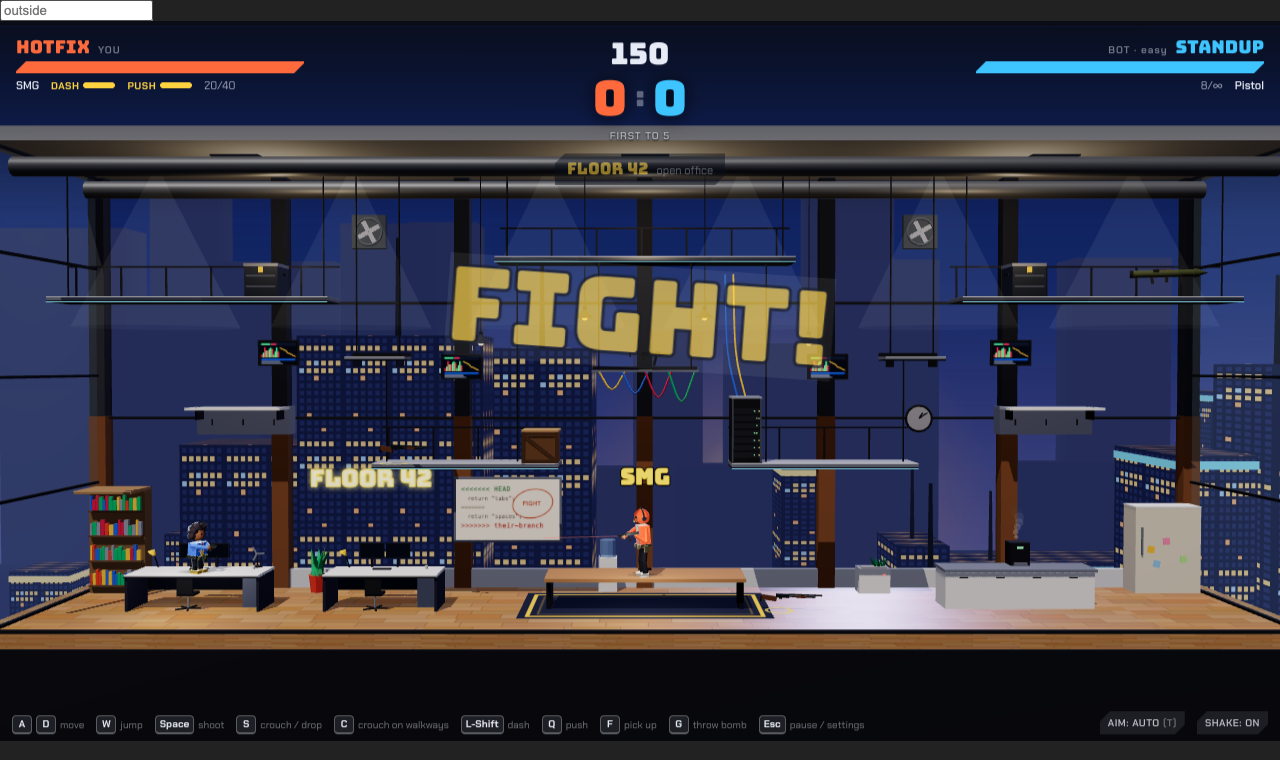 outside
HOTFIX YOU
150
BOT · easy STANDUP
SMG DASH PUSH 20/40
0 : 0
8/∞ Pistol
FIRST TO 5
FLOOR 42 open office
FIGHT!
FLOOR 42
SMG
<<<<<<< HEAD
return "tabs"
FIGHT
=======
return "spaces"
>>>>>>> their-branch
A D move W jump Space shoot S crouch / drop C crouch on walkways L-Shift dash Q push F pick up G throw bomb Esc pause / settings
AIM: AUTO [T] SHAKE: ON